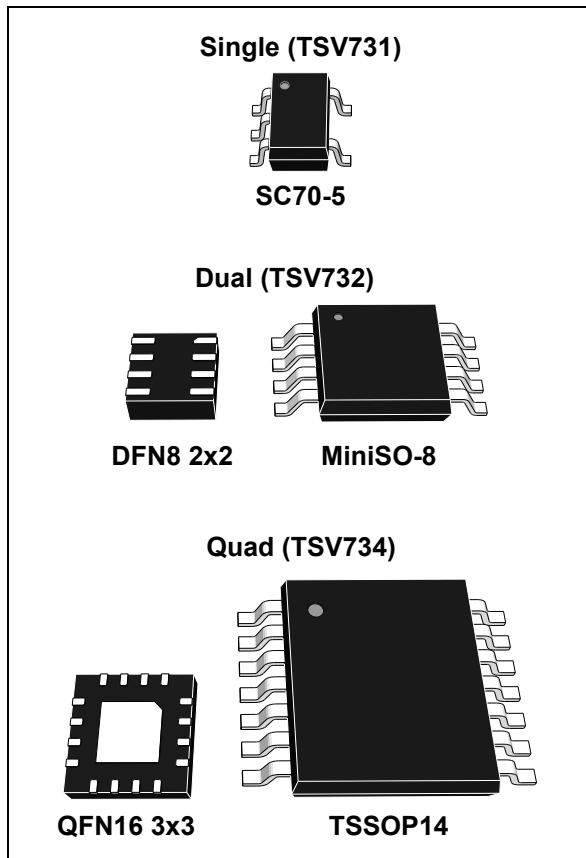 Single (TSV731)
SC70-5
Dual (TSV732)
DFN8 2x2
MiniSO-8
Quad (TSV734)
QFN16 3x3
TSSOP14